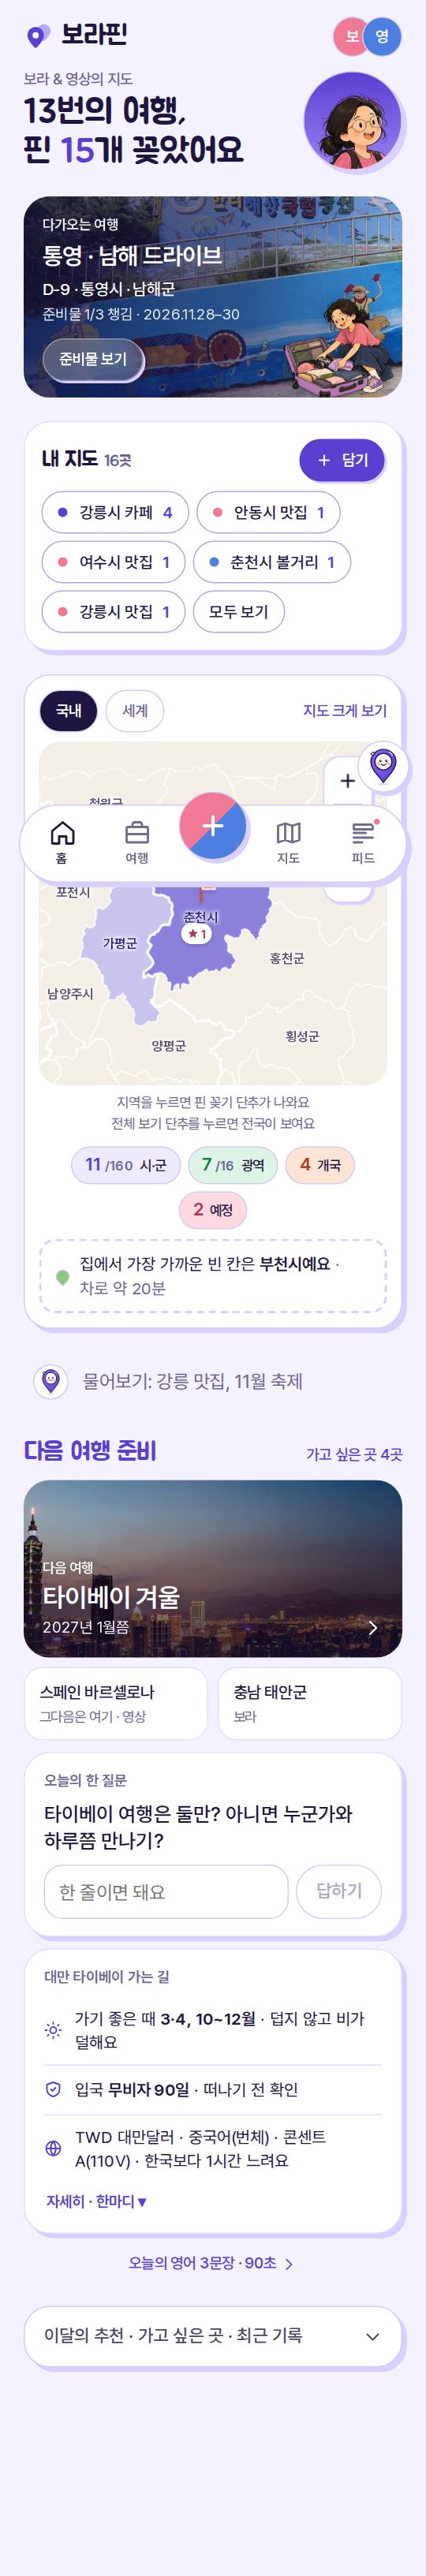 보라핀
보 영
보라 & 영상의 지도
13번의 여행,
핀 15개 꽂았어요
다가오는 여행
통영 · 남해 드라이브
D-9 · 통영시 · 남해군
준비물 1/3 챙김 · 2026.11.28–30
준비물 보기
내 지도 16곳
+ 담기
강릉시 카페 4
안동시 맛집 1
여수시 맛집 1
춘천시 볼거리 1
강릉시 맛집 1
모두 보기
국내
세계
지도 크게 보기
+
홈
여행
+
지도
피드
포천시
춘천시
★ 1
가평군
홍천군
남양주시
횡성군
양평군
지역을 누르면 핀 꽂기 단추가 나와요
전체 보기 단추를 누르면 전국이 보여요
11 /160 시·군
7 /16 광역
4 개국
2 예정
집에서 가장 가까운 빈 칸은 부천시예요 ·
차로 약 20분
물어보기: 강릉 맛집, 11월 축제
다음 여행 준비
가고 싶은 곳 4곳
다음 여행
타이베이 겨울
2027년 1월쯤
스페인 바르셀로나
그다음은 여기 · 영상
충남 태안군
보라
오늘의 한 질문
타이베이 여행은 둘만? 아니면 누군가와
하루쯤 만나기?
한 줄이면 돼요
답하기
대만 타이베이 가는 길
가기 좋은 때 3·4, 10~12월 · 덥지 않고 비가
덜해요
입국 무비자 90일 · 떠나기 전 확인
TWD 대만달러 · 중국어(번체) · 콘센트
A(110V) · 한국보다 1시간 느려요
자세히 · 한마디 ▾
오늘의 영어 3문장 · 90초
이달의 추천 · 가고 싶은 곳 · 최근 기록